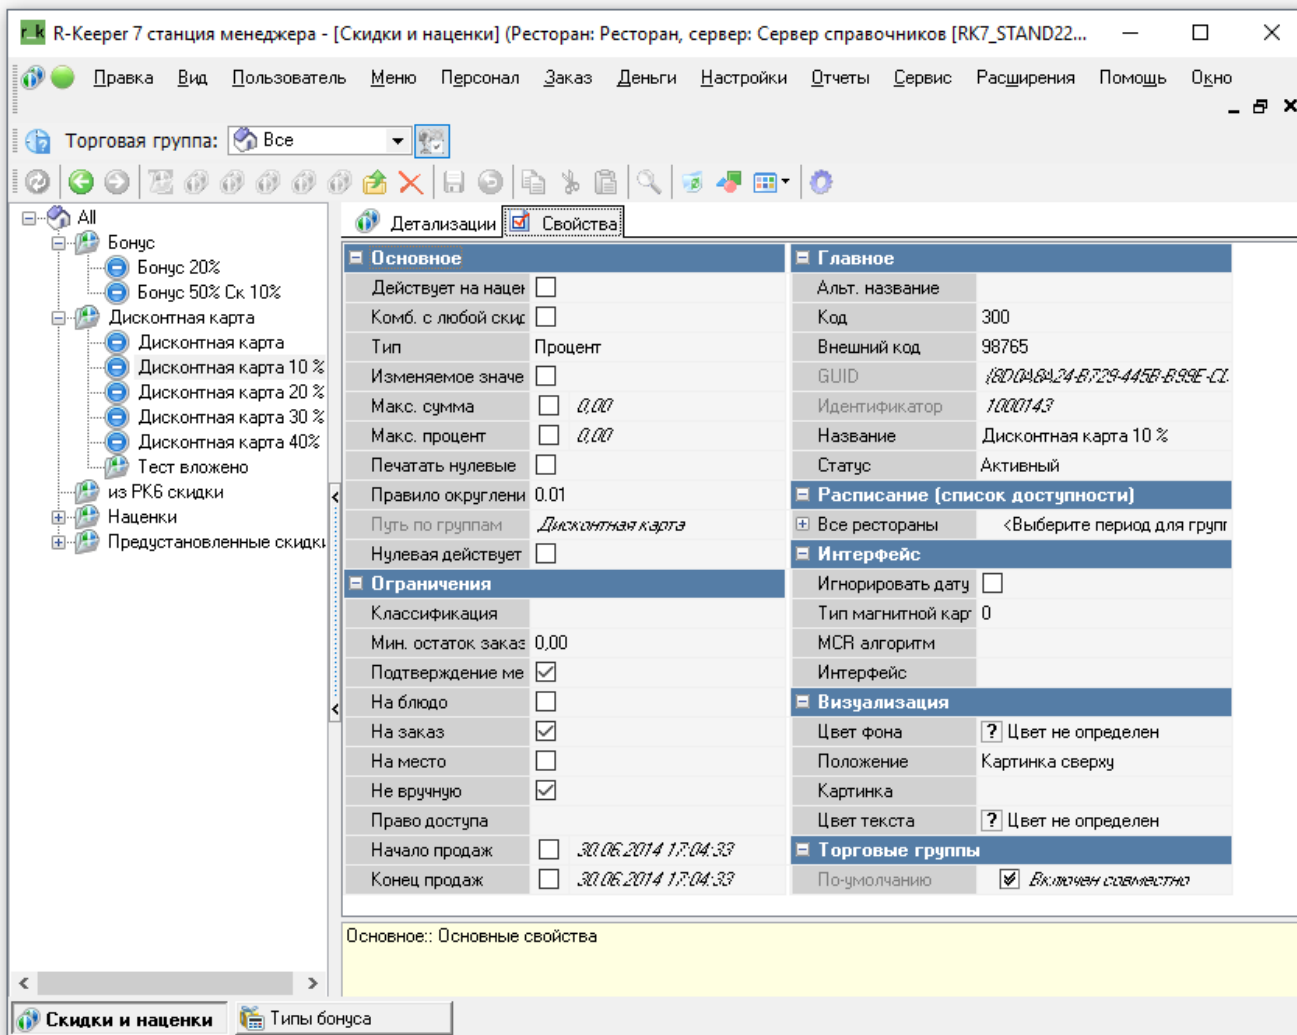 r_k R-Keeper 7 станция менеджера - [Скидки и наценки] (Ресторан: Ресторан, сервер: Сервер справочников [RK7_STAND22...
Правка Вид Пользователь Меню Персонал Заказ Деньги Настройки Отчеты Сервис Расширения Помощь Окно
Торговая группа: Все
All
Бонус
Бонус 20%
Бонус 50% Ск 10%
Дисконтная карта
Дисконтная карта
Дисконтная карта 10 %
Дисконтная карта 20 %
Дисконтная карта 30 %
Дисконтная карта 40%
Тест вложено
из РК6 скидки
Наценки
Предустановленные скидки
Детализации Свойства
Основное
Действует на нацен
Комб. с любой скид
Тип Процент
Изменяемое значе
Макс. сумма 0,00
Макс. процент 0,00
Печатать нулевые
Правило округлени 0.01
Путь по группам Дисконтная карта
Нулевая действует
Ограничения
Классификация
Мин. остаток заказ 0,00
Подтверждение ме
На блюдо
На заказ
На место
Не вручную
Право доступа
Начало продаж 30.06.2014 17:04:33
Конец продаж 30.06.2014 17:04:33
Главное
Альт. название
Код 300
Внешний код 98765
GUID {8D0A8A24-B729-445B-B99E-CL
Идентификатор 1000143
Название Дисконтная карта 10 %
Статус Активный
Расписание (список доступности)
Все рестораны <Выберите период для групп
Интерфейс
Игнорировать дату
Тип магнитной карт 0
MCR алгоритм
Интерфейс
Визуализация
Цвет фона ? Цвет не определен
Положение Картинка сверху
Картинка
Цвет текста ? Цвет не определен
Торговые группы
По-умолчанию Включен совместно
Основное:: Основные свойства
Скидки и наценки Типы бонуса